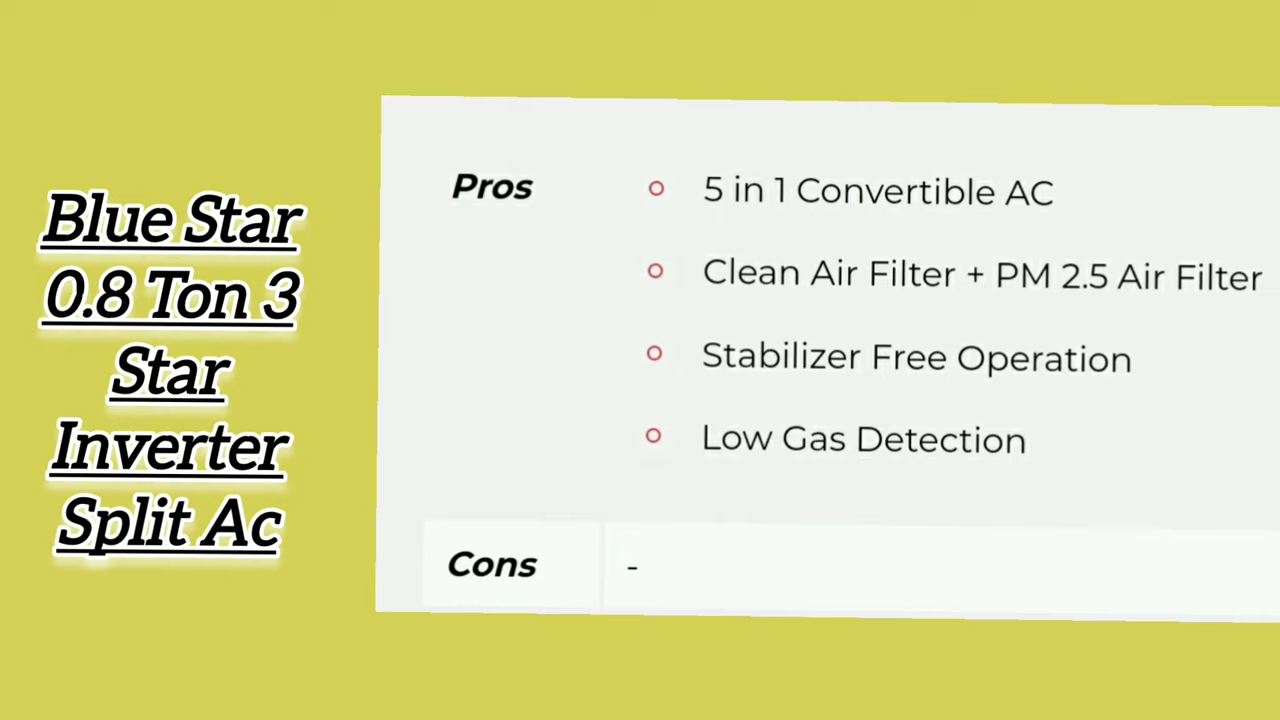 Blue Star
0.8 Ton 3
Star
Inverter
Split Ac
Pros
5 in 1 Convertible AC
Clean Air Filter + PM 2.5 Air Filter
Stabilizer Free Operation
Low Gas Detection
Cons
-